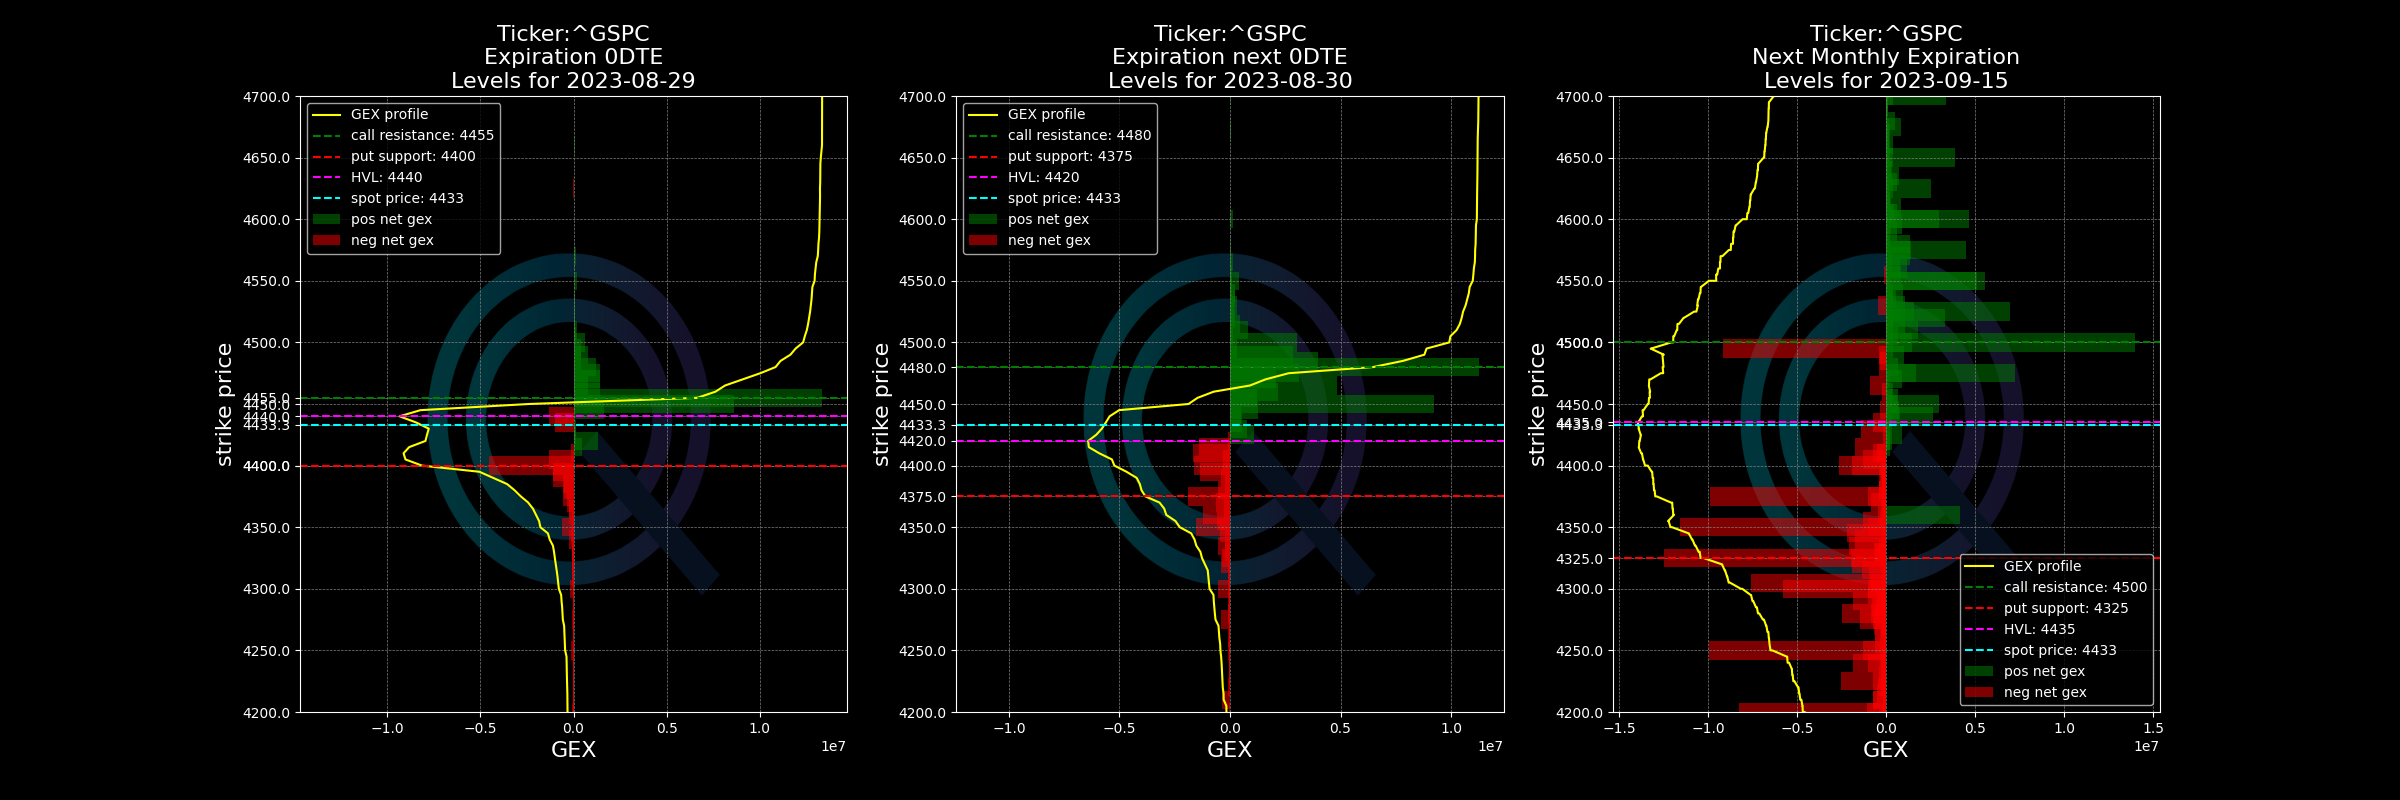 Ticker:^GSPC
Expiration 0DTE
Levels for 2023-08-29
4700.0
4650.0
4600.0
4550.0
4500.0
4455.0
4450.0
4440.0
4433.3
4400.0
4350.0
4300.0
4250.0
4200.0
strike price
GEX profile
call resistance: 4455
put support: 4400
HVL: 4440
spot price: 4433
pos net gex
neg net gex
−1.0 −0.5 0.0 0.5 1.0
1e7
GEX
Ticker:^GSPC
Expiration next 0DTE
Levels for 2023-08-30
4700.0
4650.0
4600.0
4550.0
4500.0
4480.0
4450.0
4433.3
4420.0
4400.0
4375.0
4350.0
4300.0
4250.0
4200.0
strike price
GEX profile
call resistance: 4480
put support: 4375
HVL: 4420
spot price: 4433
pos net gex
neg net gex
−1.0 −0.5 0.0 0.5 1.0
1e7
GEX
Ticker:^GSPC
Next Monthly Expiration
Levels for 2023-09-15
4700.0
4650.0
4600.0
4550.0
4500.0
4450.0
4435.0
4433.3
4400.0
4350.0
4325.0
4300.0
4250.0
4200.0
strike price
GEX profile
call resistance: 4500
put support: 4325
HVL: 4435
spot price: 4433
pos net gex
neg net gex
−1.5 −1.0 −0.5 0.0 0.5 1.0 1.5
1e7
GEX